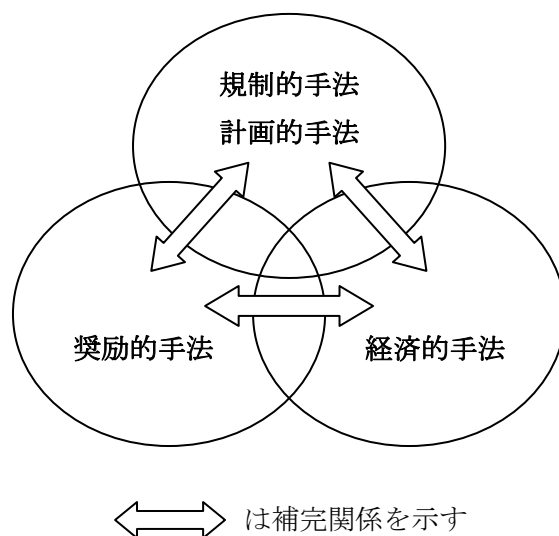 規制的手法
計画的手法
奨励的手法
経済的手法
は補完関係を示す